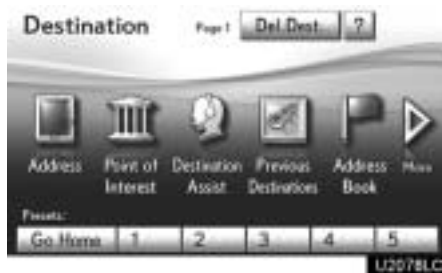 Destination Page 1 Del.Dest. ?
Address Point of Interest Destination Assist Previous Destinations Address Book More
Presets:
Go Home 1 2 3 4 5
U2078LC